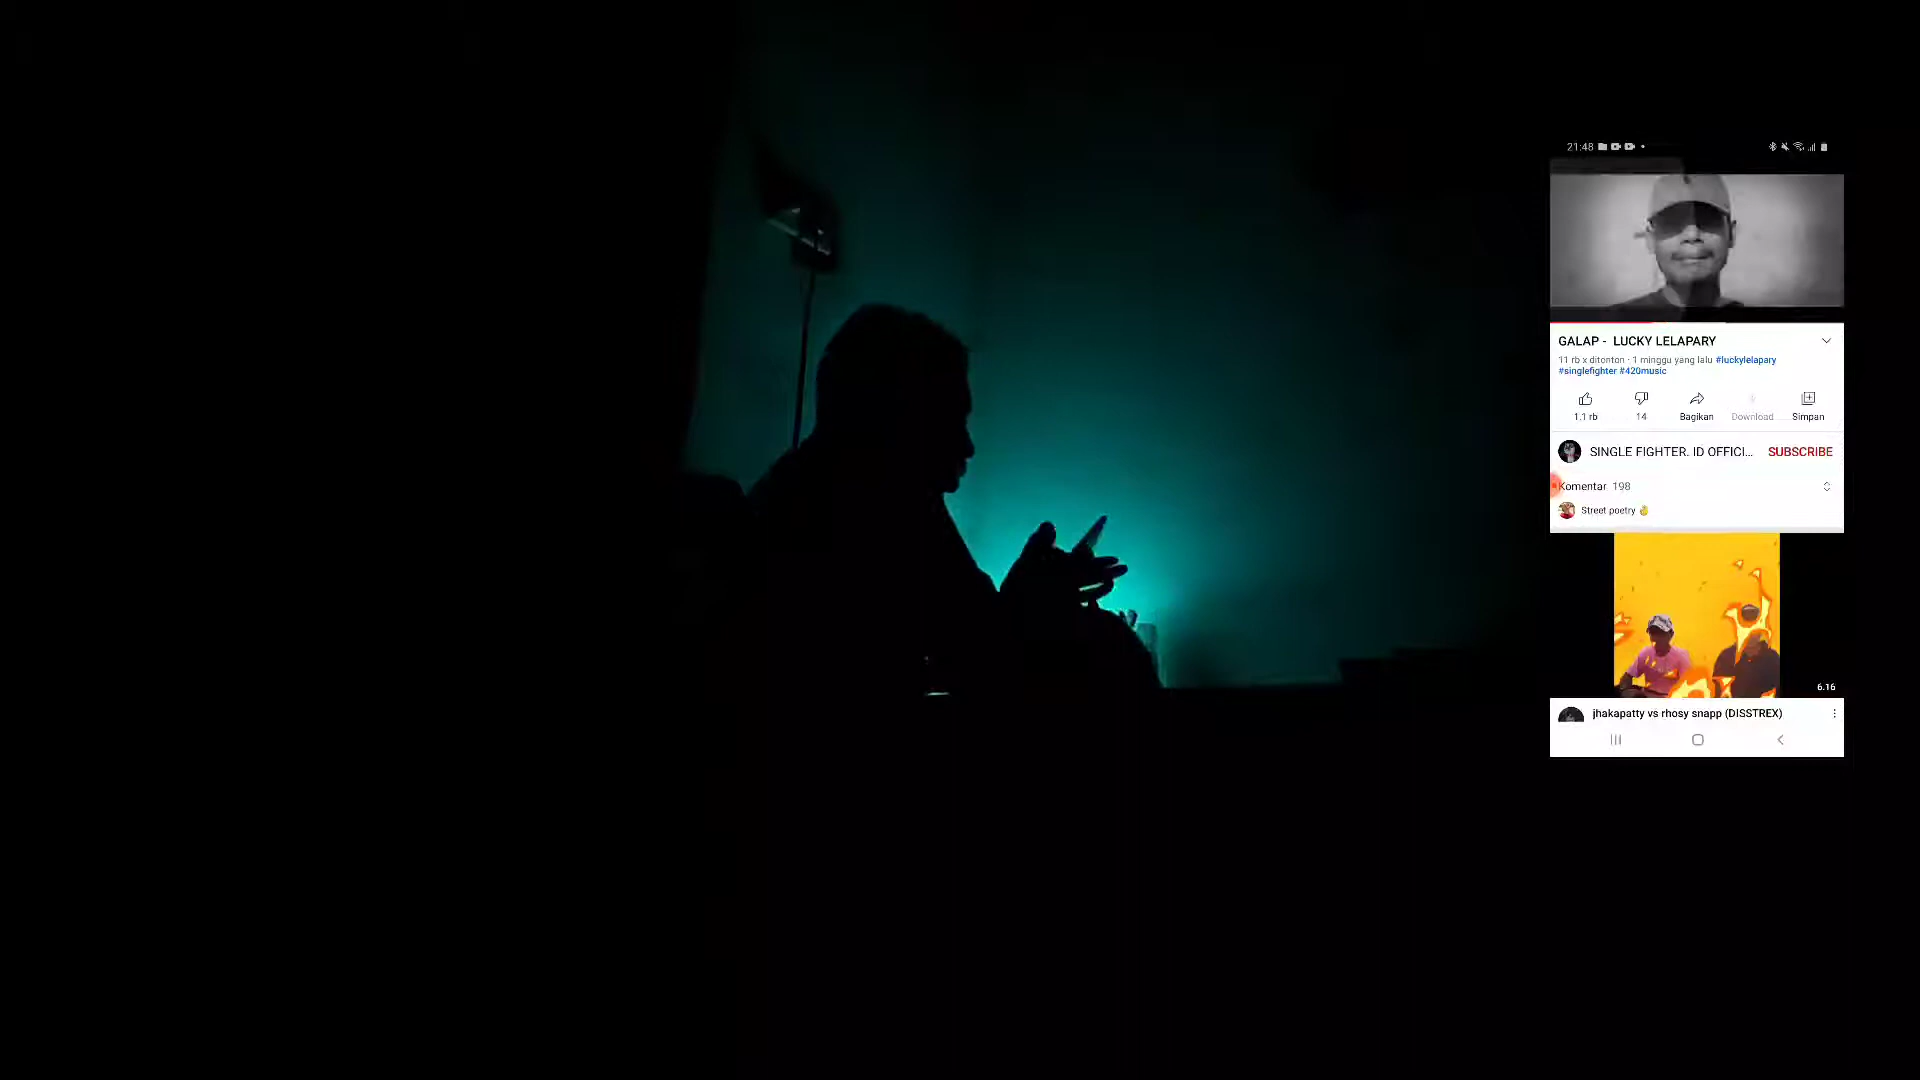 21:48
GALAP - LUCKY LELAPARY
11 rb x ditonton · 1 minggu yang lalu #luckylelapary
#singlefighter #420music
1.1 rb
14
Bagikan
Download
Simpan
SINGLE FIGHTER. ID OFFICI...
SUBSCRIBE
Komentar 198
Street poetry 👌
6.16
jhakapatty vs rhosy snapp (DISSTREX)